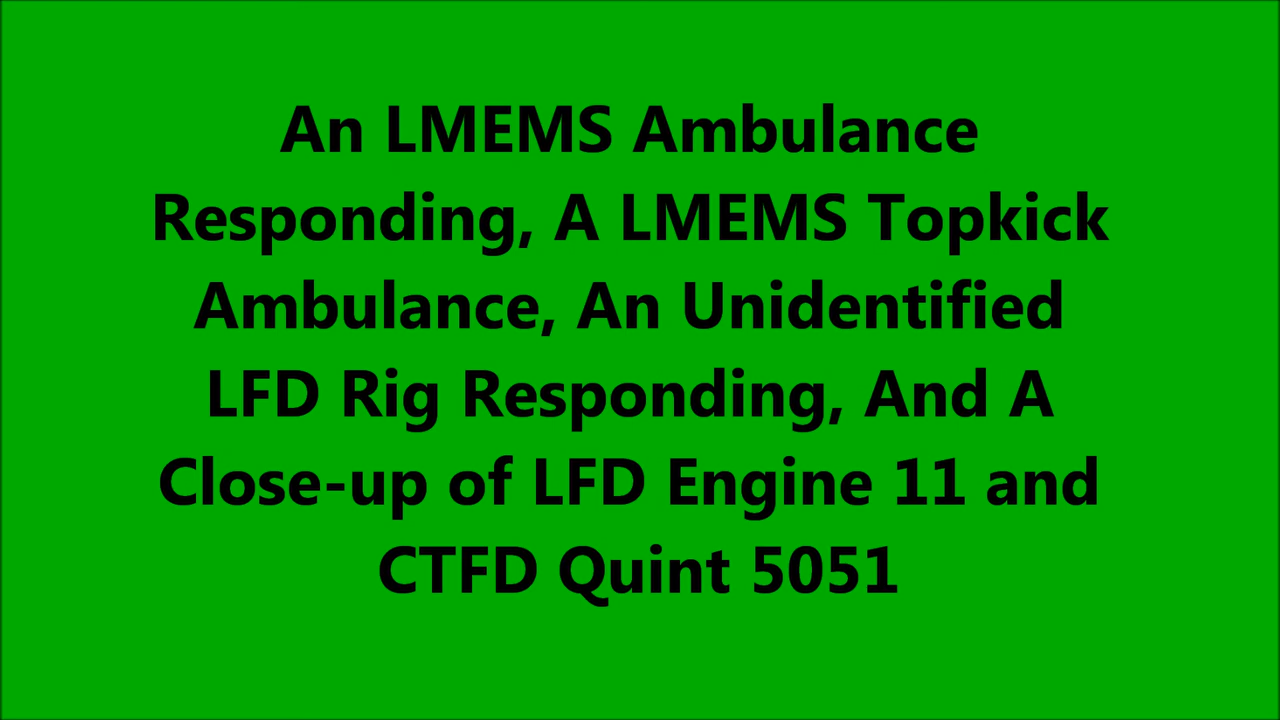 An LMEMS Ambulance
Responding, A LMEMS Topkick
Ambulance, An Unidentified
LFD Rig Responding, And A
Close-up of LFD Engine 11 and
CTFD Quint 5051